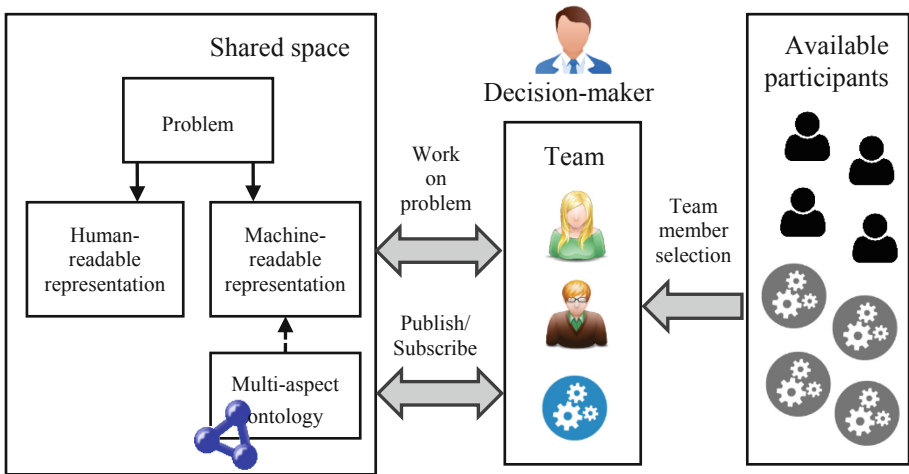 Shared space
Problem
Human-
readable
representation
Machine-
readable
representation
Multi-aspect
ontology
Work
on
problem
Publish/
Subscribe
Decision-maker
Team
Team
member
selection
Available
participants